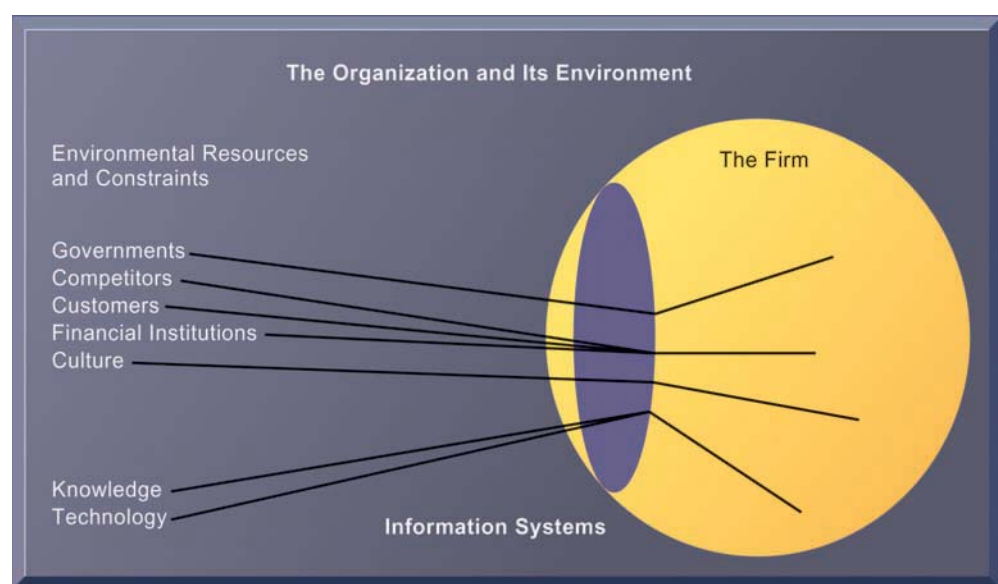 The Organization and Its Environment
Environmental Resources
and Constraints
The Firm
Governments
Competitors
Customers
Financial Institutions
Culture
Knowledge
Technology
Information Systems